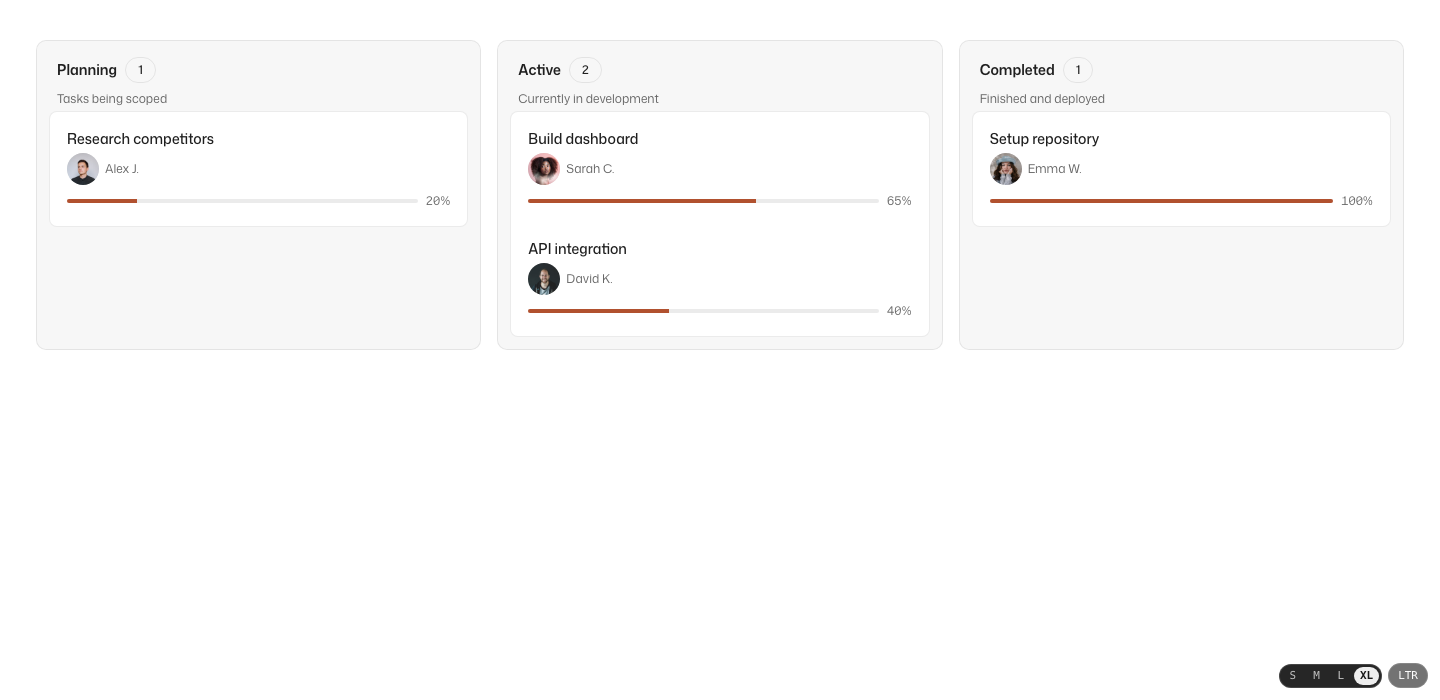 Planning 1
Tasks being scoped
Research competitors
Alex J.
20%
Active 2
Currently in development
Build dashboard
Sarah C.
65%
API integration
David K.
40%
Completed 1
Finished and deployed
Setup repository
Emma W.
100%
S M L XL LTR